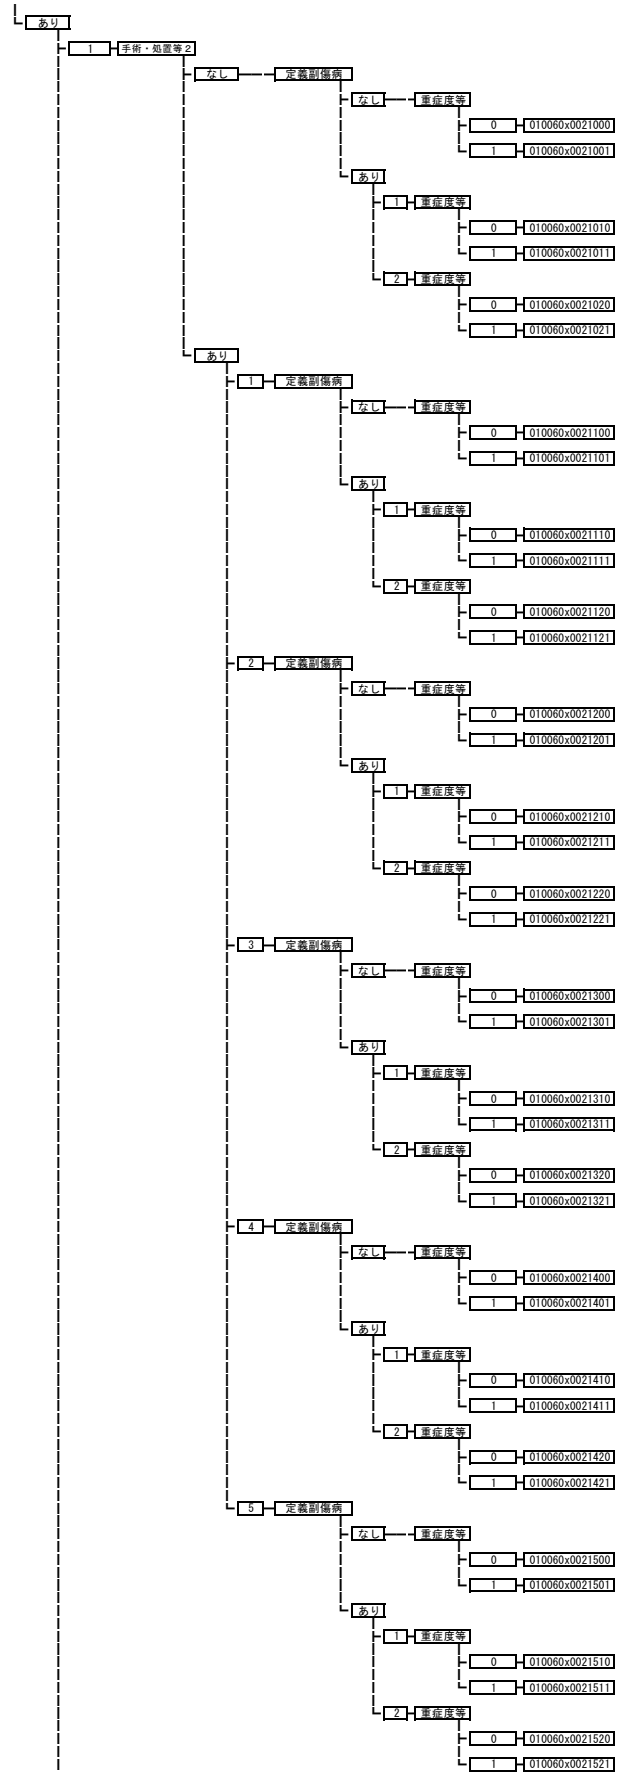 あり
1 手術・処置等２
なし 定義副傷病
なし 重症度等
0 010060x0021000
1 010060x0021001
あり
1 重症度等
0 010060x0021010
1 010060x0021011
2 重症度等
0 010060x0021020
1 010060x0021021
あり
1 定義副傷病
なし 重症度等
0 010060x0021100
1 010060x0021101
あり
1 重症度等
0 010060x0021110
1 010060x0021111
2 重症度等
0 010060x0021120
1 010060x0021121
2 定義副傷病
なし 重症度等
0 010060x0021200
1 010060x0021201
あり
1 重症度等
0 010060x0021210
1 010060x0021211
2 重症度等
0 010060x0021220
1 010060x0021221
3 定義副傷病
なし 重症度等
0 010060x0021300
1 010060x0021301
あり
1 重症度等
0 010060x0021310
1 010060x0021311
2 重症度等
0 010060x0021320
1 010060x0021321
4 定義副傷病
なし 重症度等
0 010060x0021400
1 010060x0021401
あり
1 重症度等
0 010060x0021410
1 010060x0021411
2 重症度等
0 010060x0021420
1 010060x0021421
5 定義副傷病
なし 重症度等
0 010060x0021500
1 010060x0021501
あり
1 重症度等
0 010060x0021510
1 010060x0021511
2 重症度等
0 010060x0021520
1 010060x0021521